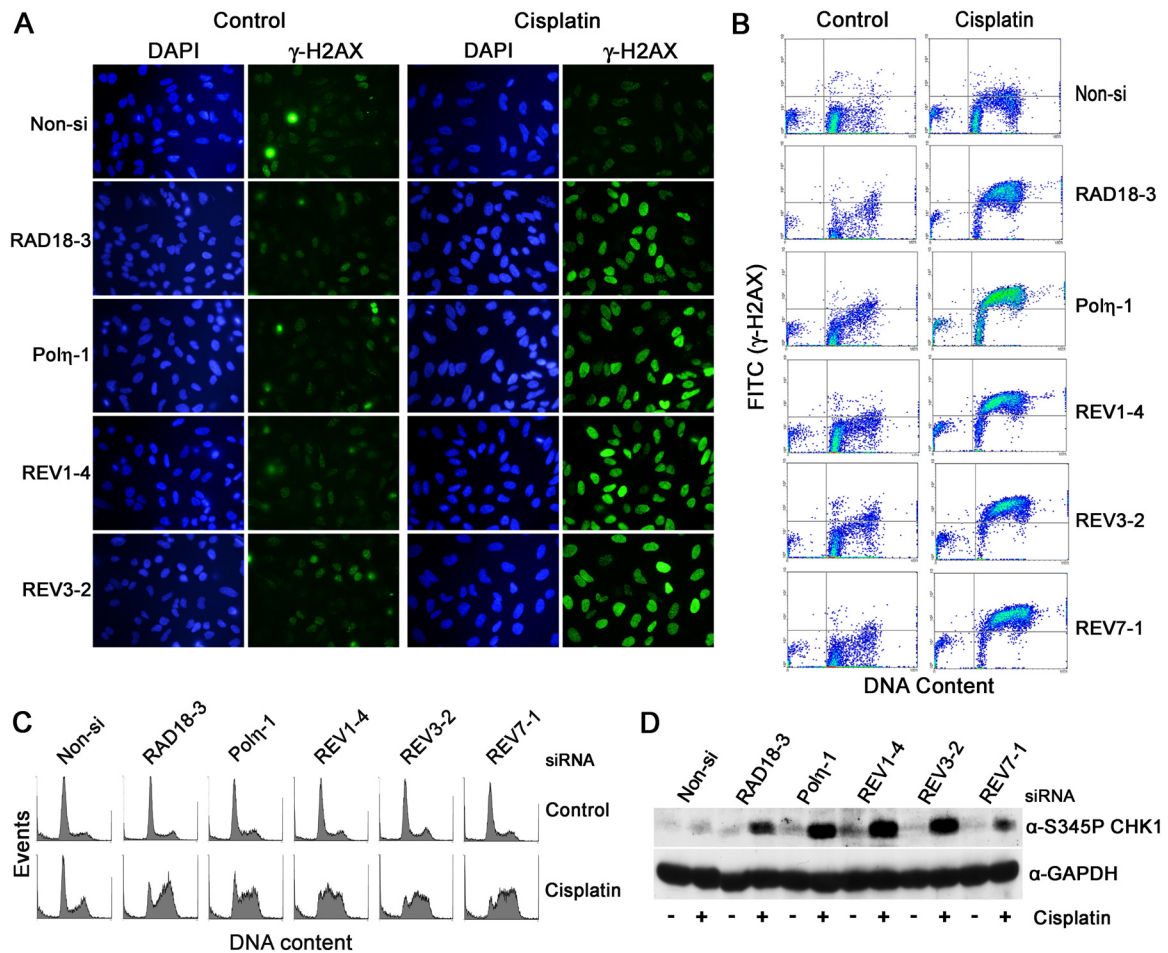 A
Control
Cisplatin
DAPI
γ-H2AX
DAPI
γ-H2AX
Non-si
RAD18-3
Polη-1
REV1-4
REV3-2
B
Control
Cisplatin
Non-si
RAD18-3
Polη-1
REV1-4
REV3-2
REV7-1
FITC (γ-H2AX)
DNA Content
C
Non-si
RAD18-3
Polη-1
REV1-4
REV3-2
REV7-1
siRNA
Control
Cisplatin
Events
DNA content
D
Non-si
RAD18-3
Polη-1
REV1-4
REV3-2
REV7-1
siRNA
α-S345P CHK1
α-GAPDH
- + - + - + - + - + - + Cisplatin